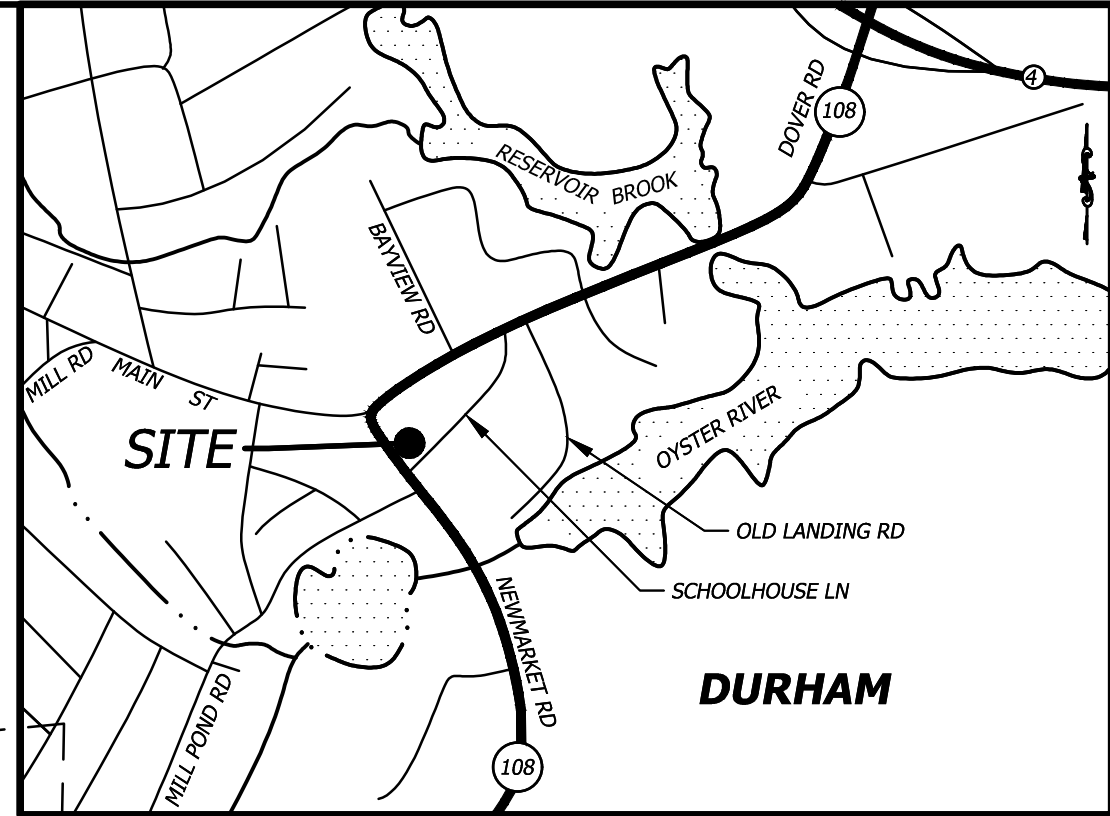 4
DOVER RD
108
RESERVOIR BROOK
BAYVIEW RD
MILL RD
MAIN ST
SITE
OYSTER RIVER
OLD LANDING RD
SCHOOLHOUSE LN
NEWMARKET RD
DURHAM
MILL POND RD
108